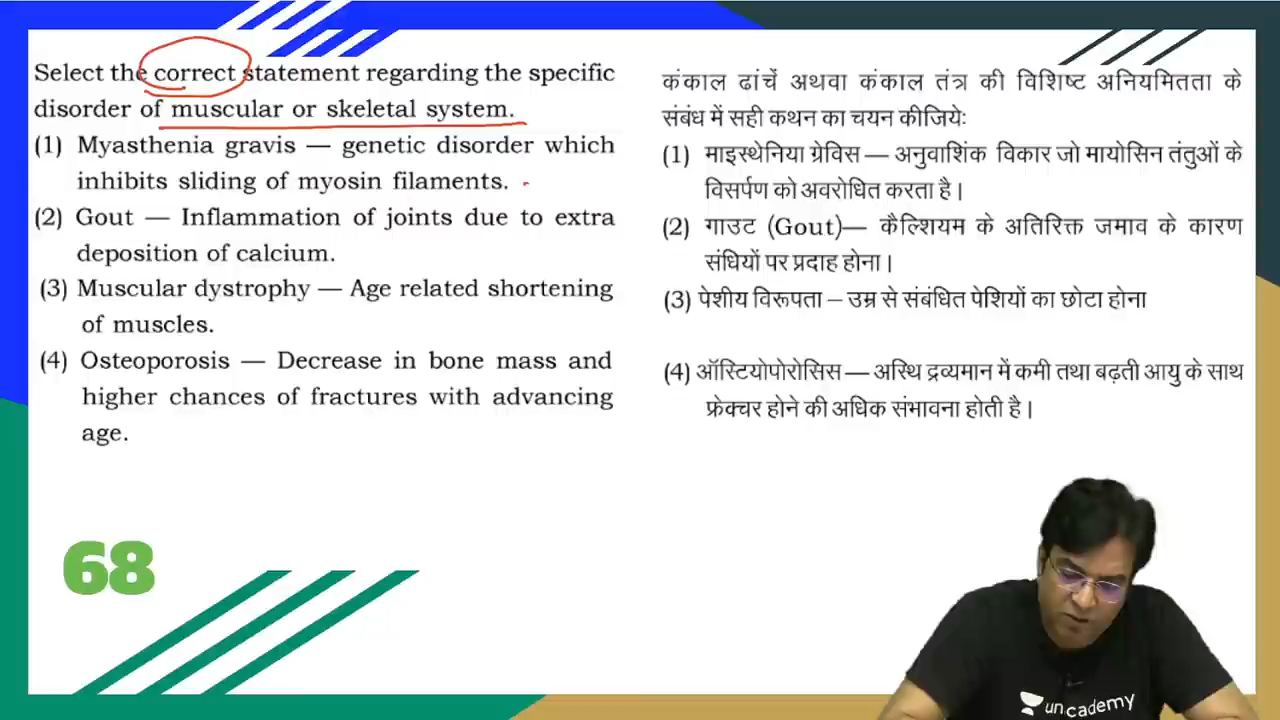 Select the correct statement regarding the specific
disorder of muscular or skeletal system.
(1) Myasthenia gravis — genetic disorder which
inhibits sliding of myosin filaments.
(2) Gout — Inflammation of joints due to extra
deposition of calcium.
(3) Muscular dystrophy — Age related shortening
of muscles.
(4) Osteoporosis — Decrease in bone mass and
higher chances of fractures with advancing
age.
कंकाल ढांचें अथवा कंकाल तंत्र की विशिष्ट अनियमितता के
संबंध में सही कथन का चयन कीजिये:
(1) माइस्थेनिया ग्रेविस — अनुवाशिंक विकार जो मायोसिन तंतुओं के
विसर्पण को अवरोधित करता है।
(2) गाउट (Gout)— कैल्शियम के अतिरिक्त जमाव के कारण
संधियों पर प्रदाह होना।
(3) पेशीय विरूपता – उम्र से संबंधित पेशियों का छोटा होना
(4) ऑस्टियोपोरोसिस — अस्थि द्रव्यमान में कमी तथा बढ़ती आयु के साथ
फ्रेक्चर होने की अधिक संभावना होती है।
68
unacademy